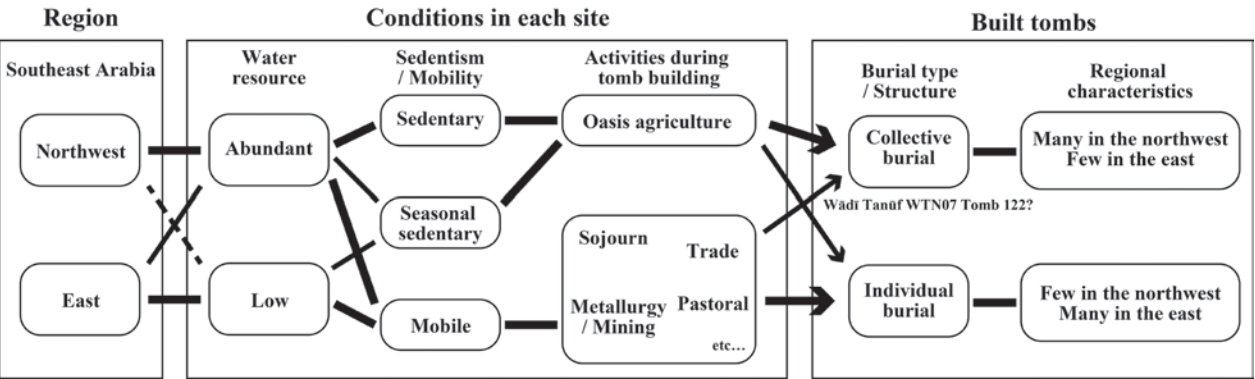 Region
Conditions in each site
Built tombs
Southeast Arabia
Northwest
East
Water
resource
Abundant
Low
Sedentism
/ Mobility
Sedentary
Seasonal
sedentary
Mobile
Activities during
tomb building
Oasis agriculture
Sojourn
Trade
Metallurgy
/ Mining
Pastoral
etc…
Burial type
/ Structure
Collective
burial
Wādī Tanūf WTN07 Tomb 122?
Individual
burial
Regional
characteristics
Many in the northwest
Few in the east
Few in the northwest
Many in the east